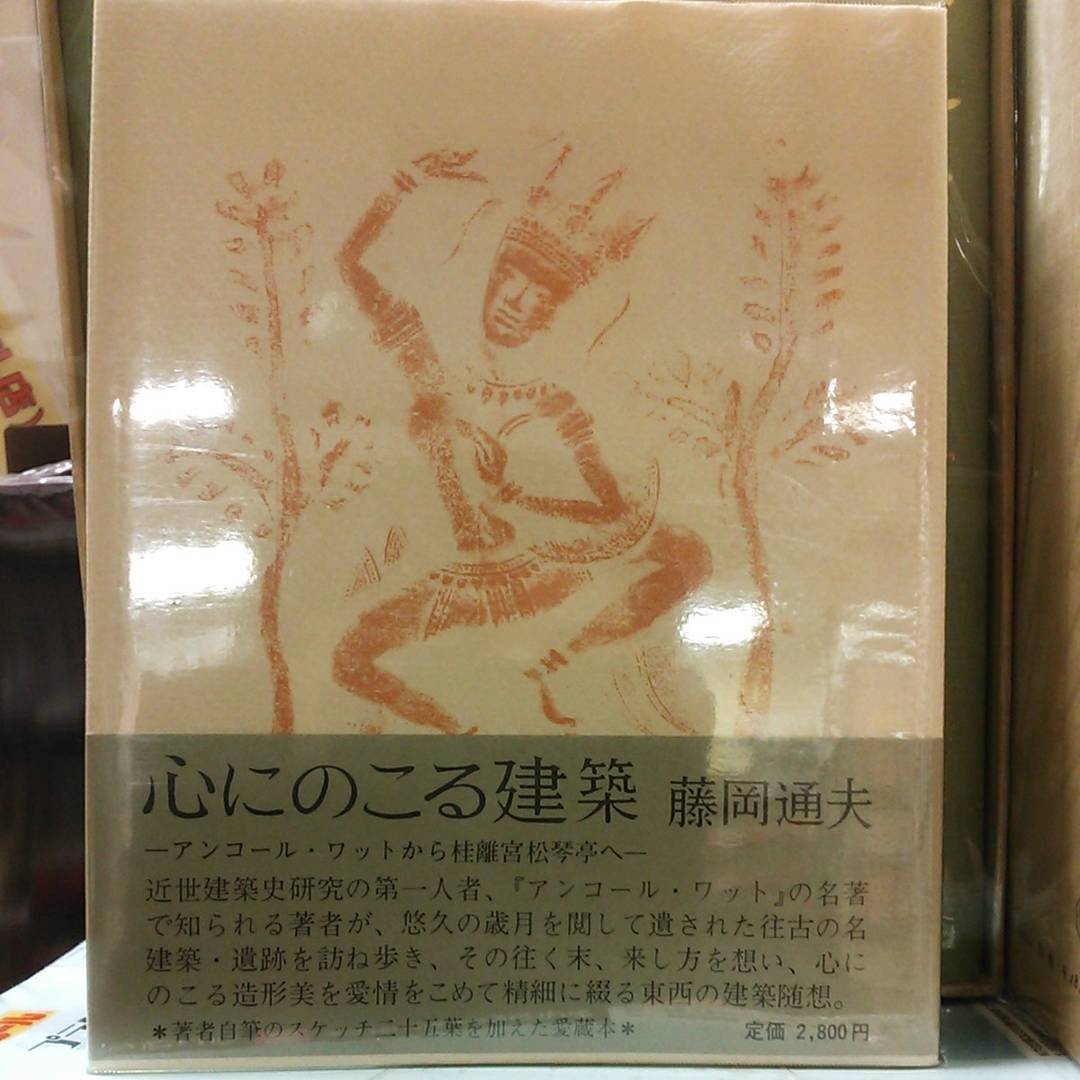 心にのこる建築 藤岡通夫
―アンコール・ワットから桂離宮松琴亭へ―
近世建築史研究の第一人者、『アンコール・ワット』の名著
で知られる著者が、悠久の歳月を閲して遺された往古の名
建築・遺跡を訪ね歩き、その往く末、来し方を想い、心に
のこる造形美を愛情をこめて精細に綴る東西の建築随想。
＊著者自筆のスケッチ二十五葉を加えた愛蔵本＊ 定価 2,800円